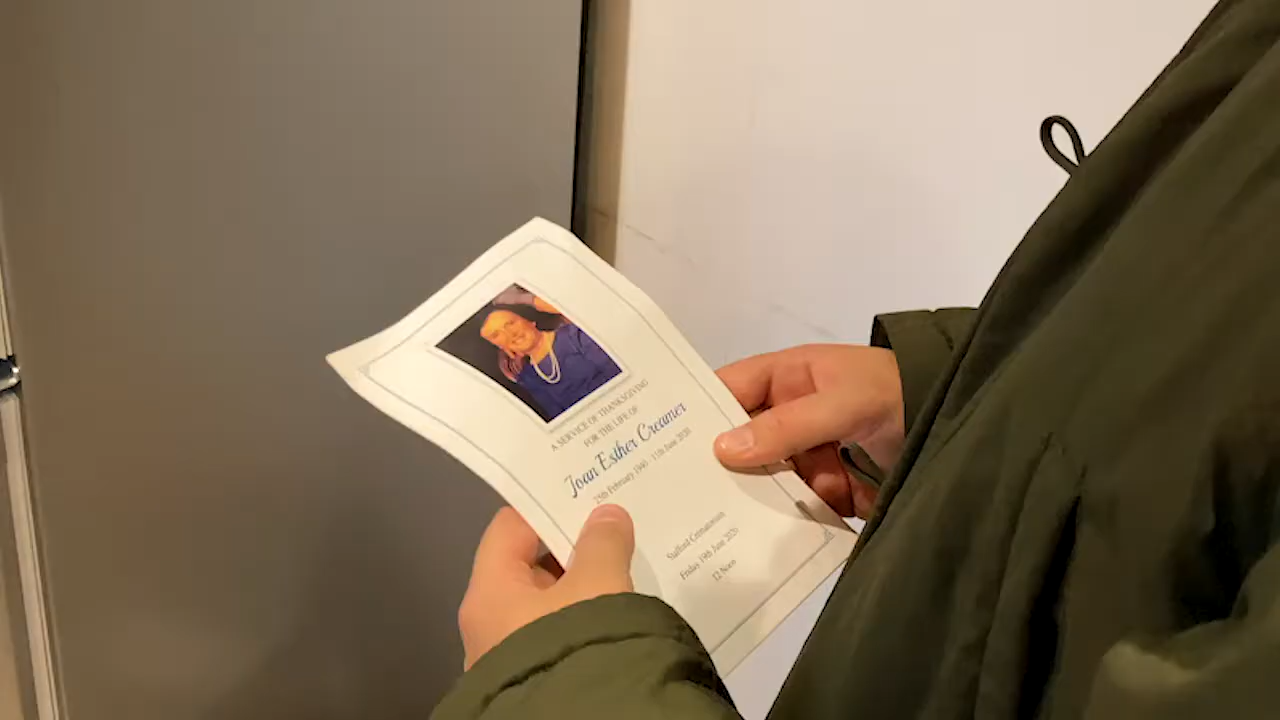 A SERVICE OF THANKSGIVING
FOR THE LIFE OF
Joan Esther Creamer
25th February 1940 - 11th June 2020
Stafford Crematorium
Friday 19th June 2020
12 Noon